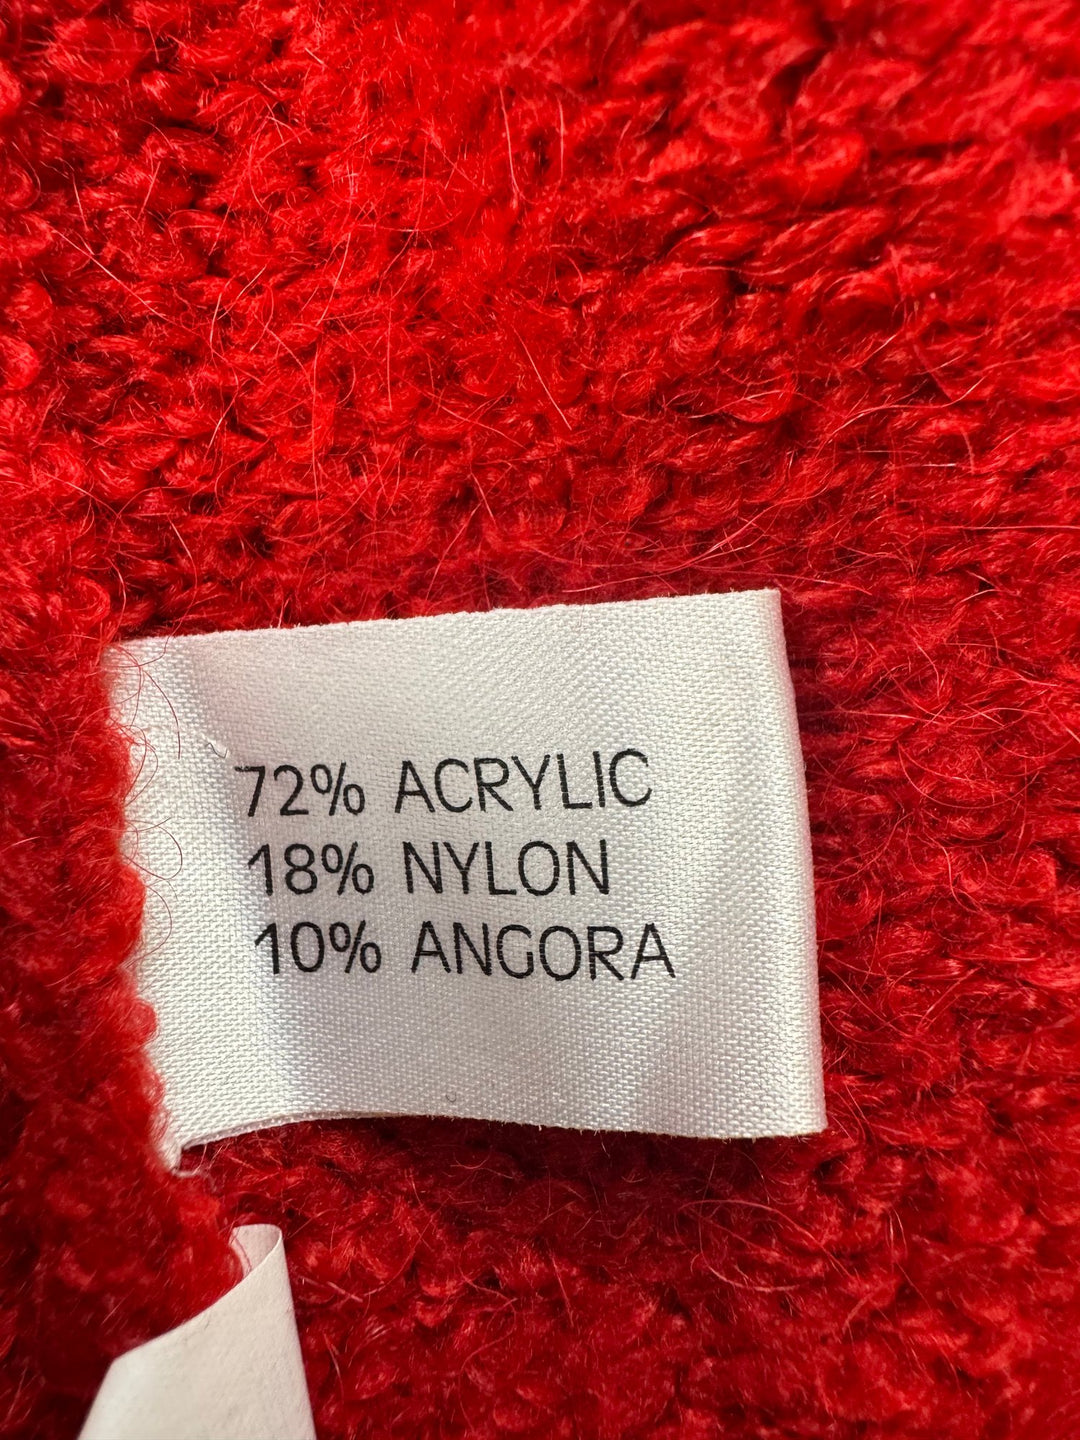 72% ACRYLIC
18% NYLON
10% ANGORA